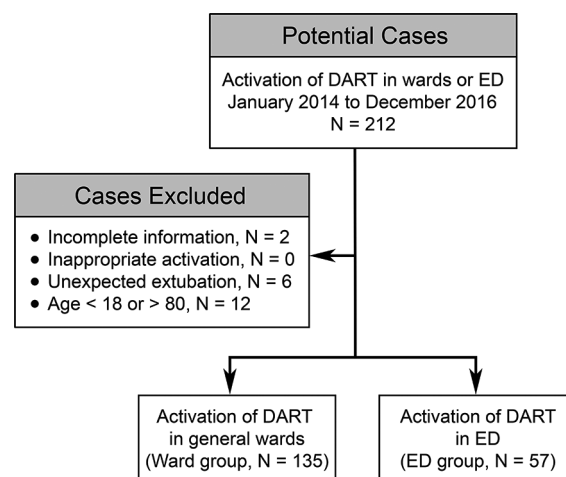 Potential Cases
Activation of DART in wards or ED
January 2014 to December 2016
N = 212
Cases Excluded
● Incomplete information, N = 2
● Inappropriate activation, N = 0
● Unexpected extubation, N = 6
● Age < 18 or > 80, N = 12
Activation of DART
in general wards
(Ward group, N = 135)
Activation of DART
in ED
(ED group, N = 57)